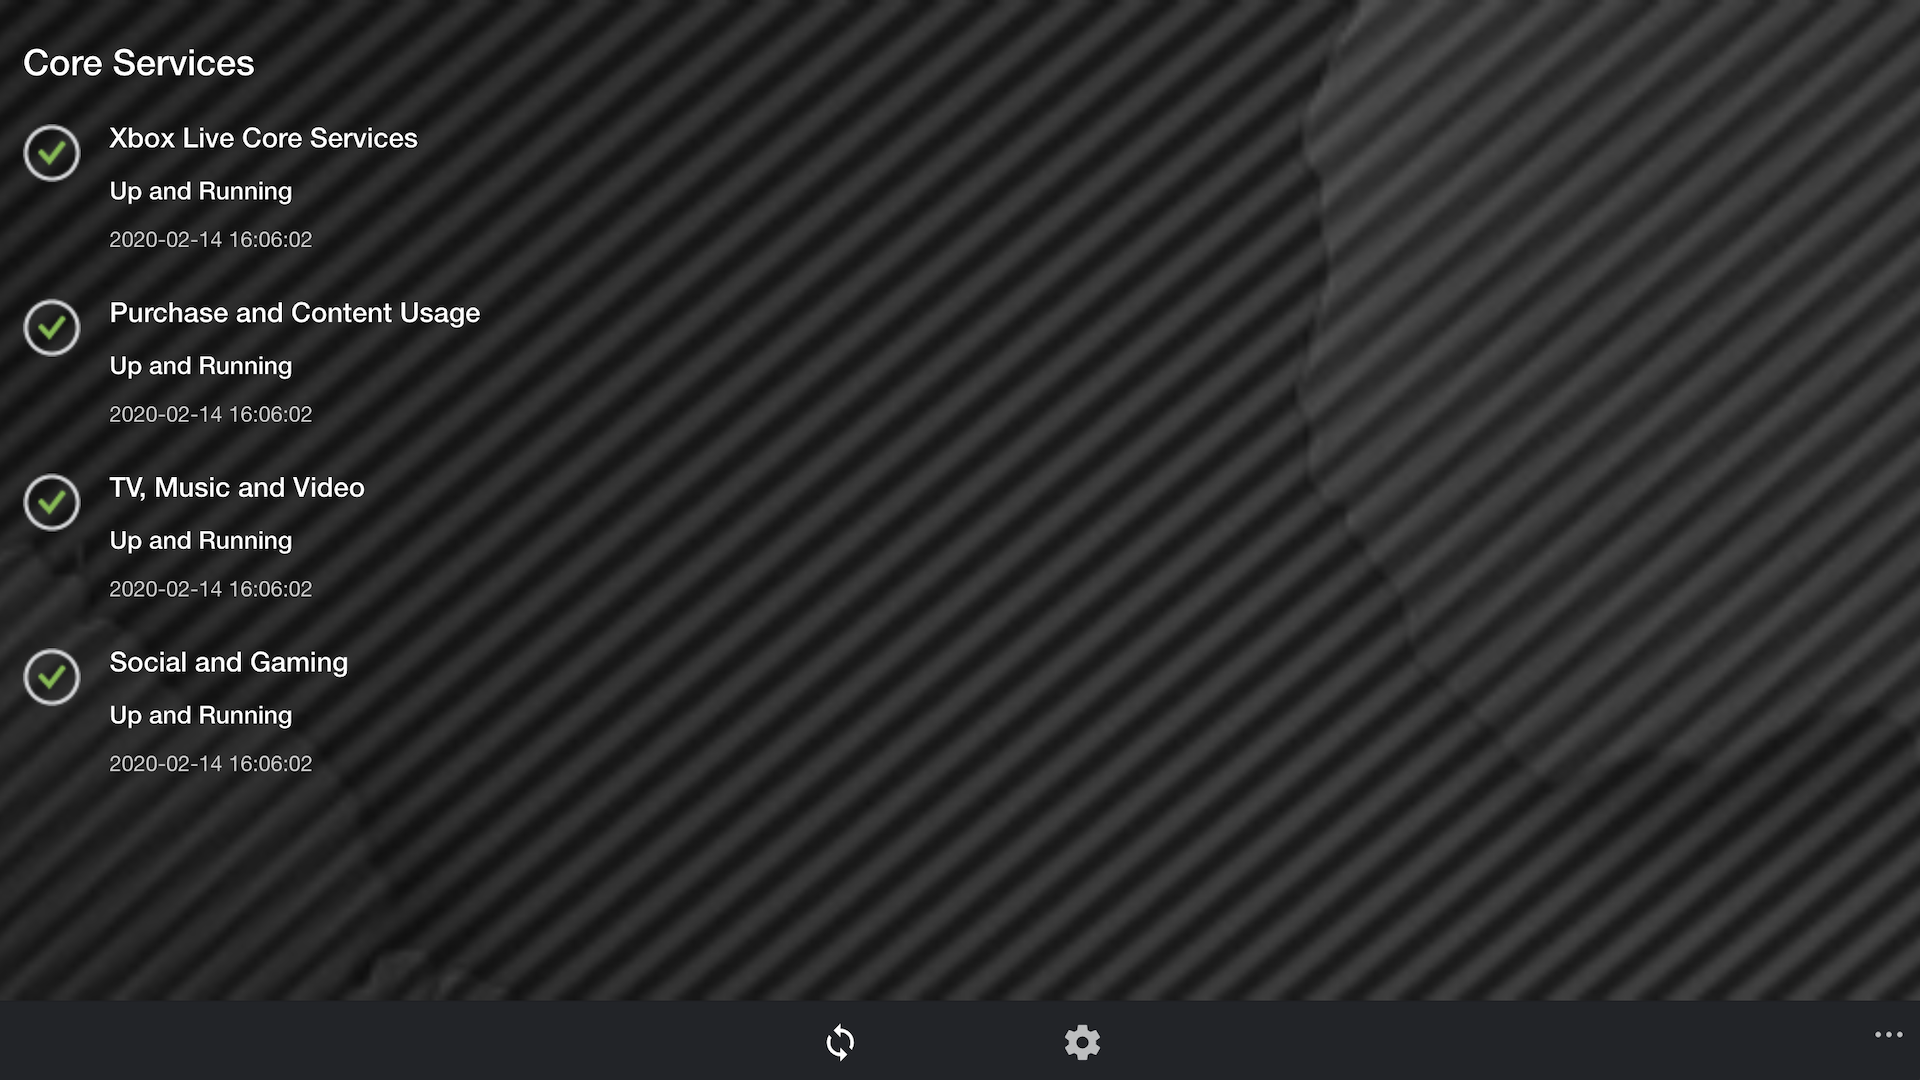 Core Services
Xbox Live Core Services
Up and Running
2020-02-14 16:06:02
Purchase and Content Usage
Up and Running
2020-02-14 16:06:02
TV, Music and Video
Up and Running
2020-02-14 16:06:02
Social and Gaming
Up and Running
2020-02-14 16:06:02